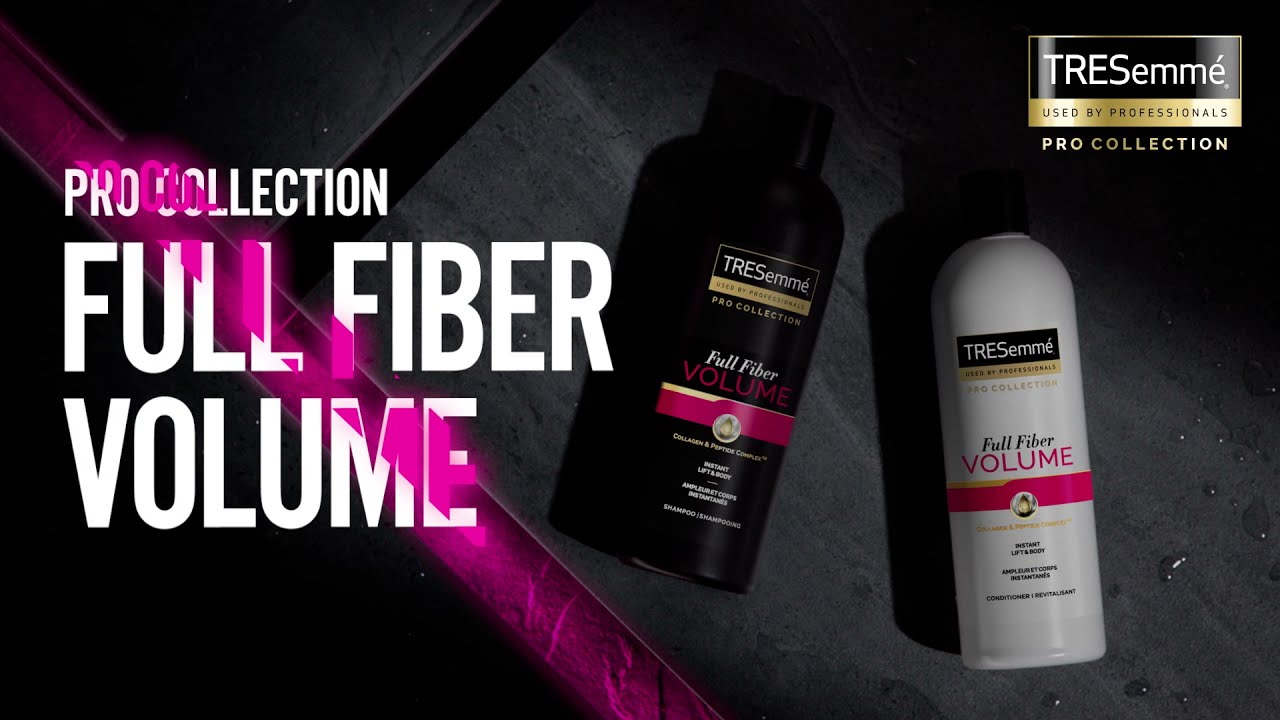 PRO COLLECTION
FULL FIBER
VOLUME
TRESemmé
USED BY PROFESSIONALS
PRO COLLECTION
TRESemmé
USED BY PROFESSIONALS
PRO COLLECTION
Full Fiber
VOLUME
COLLAGEN & PEPTIDE COMPLEX™
INSTANT
LIFT & BODY
AMPLEUR ET CORPS
INSTANTANÉS
SHAMPOO | SHAMPOOING
TRESemmé
USED BY PROFESSIONALS
PRO COLLECTION
Full Fiber
VOLUME
COLLAGEN & PEPTIDE COMPLEX™
INSTANT
LIFT & BODY
AMPLEUR ET CORPS
INSTANTANÉS
CONDITIONER | REVITALISANT